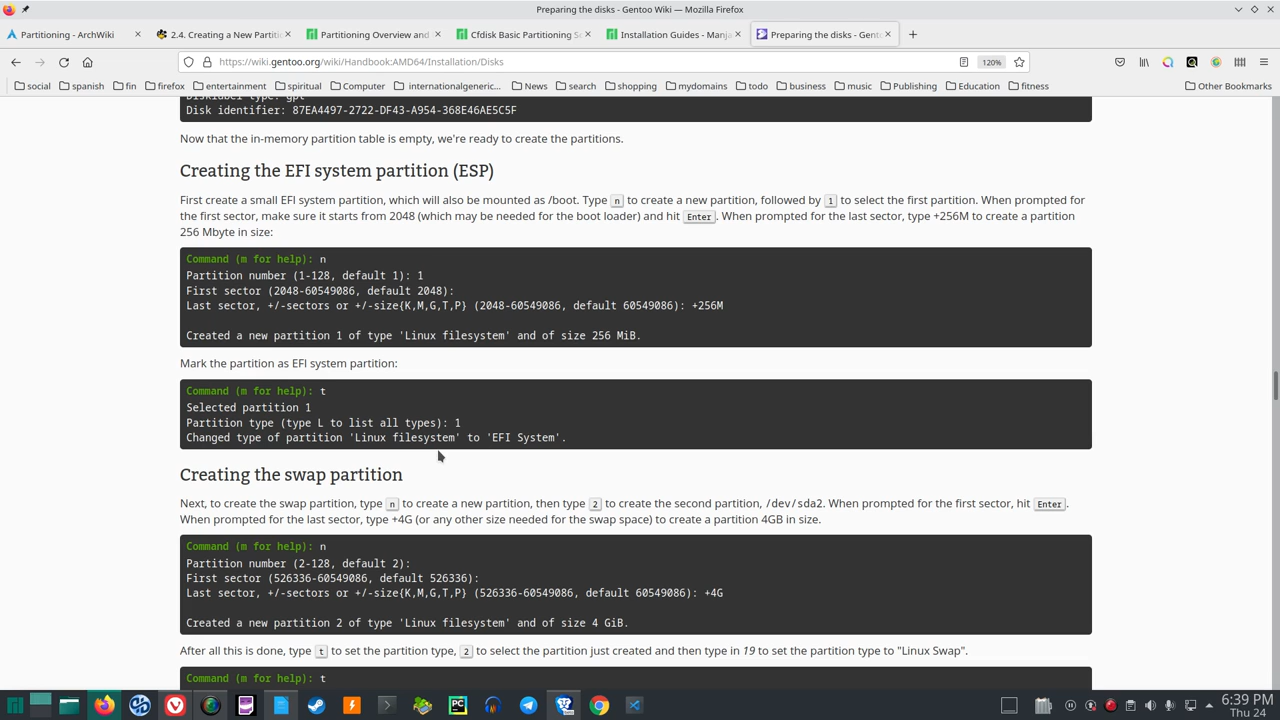 Preparing the disks - Gentoo Wiki — Mozilla Firefox
Partitioning - ArchWiki
2.4. Creating a New Partiti
Partitioning Overview and
Cfdisk Basic Partitioning S
Installation Guides - Manja
Preparing the disks - Gento
https://wiki.gentoo.org/wiki/Handbook:AMD64/Installation/Disks
120%
social
spanish
fin
firefox
entertainment
spiritual
Computer
internationalgeneric...
News
search
shopping
mydomains
todo
business
music
Publishing
Education
fitness
Other Bookmarks
Disklabel type: gpt
Disk identifier: 87EA4497-2722-DF43-A954-368E46AE5C5F
Now that the in-memory partition table is empty, we're ready to create the partitions.
Creating the EFI system partition (ESP)
First create a small EFI system partition, which will also be mounted as /boot. Type n to create a new partition, followed by 1 to select the first partition. When prompted for
the first sector, make sure it starts from 2048 (which may be needed for the boot loader) and hit Enter. When prompted for the last sector, type +256M to create a partition
256 Mbyte in size:
Command (m for help): n
Partition number (1-128, default 1): 1
First sector (2048-60549086, default 2048):
Last sector, +/-sectors or +/-size{K,M,G,T,P} (2048-60549086, default 60549086): +256M
Created a new partition 1 of type 'Linux filesystem' and of size 256 MiB.
Mark the partition as EFI system partition:
Command (m for help): t
Selected partition 1
Partition type (type L to list all types): 1
Changed type of partition 'Linux filesystem' to 'EFI System'.
Creating the swap partition
Next, to create the swap partition, type n to create a new partition, then type 2 to create the second partition, /dev/sda2. When prompted for the first sector, hit Enter.
When prompted for the last sector, type +4G (or any other size needed for the swap space) to create a partition 4GB in size.
Command (m for help): n
Partition number (2-128, default 2):
First sector (526336-60549086, default 526336):
Last sector, +/-sectors or +/-size{K,M,G,T,P} (526336-60549086, default 60549086): +4G
Created a new partition 2 of type 'Linux filesystem' and of size 4 GiB.
After all this is done, type t to set the partition type, 2 to select the partition just created and then type in 19 to set the partition type to "Linux Swap".
Command (m for help): t
PC
6:39 PM
Thu 24